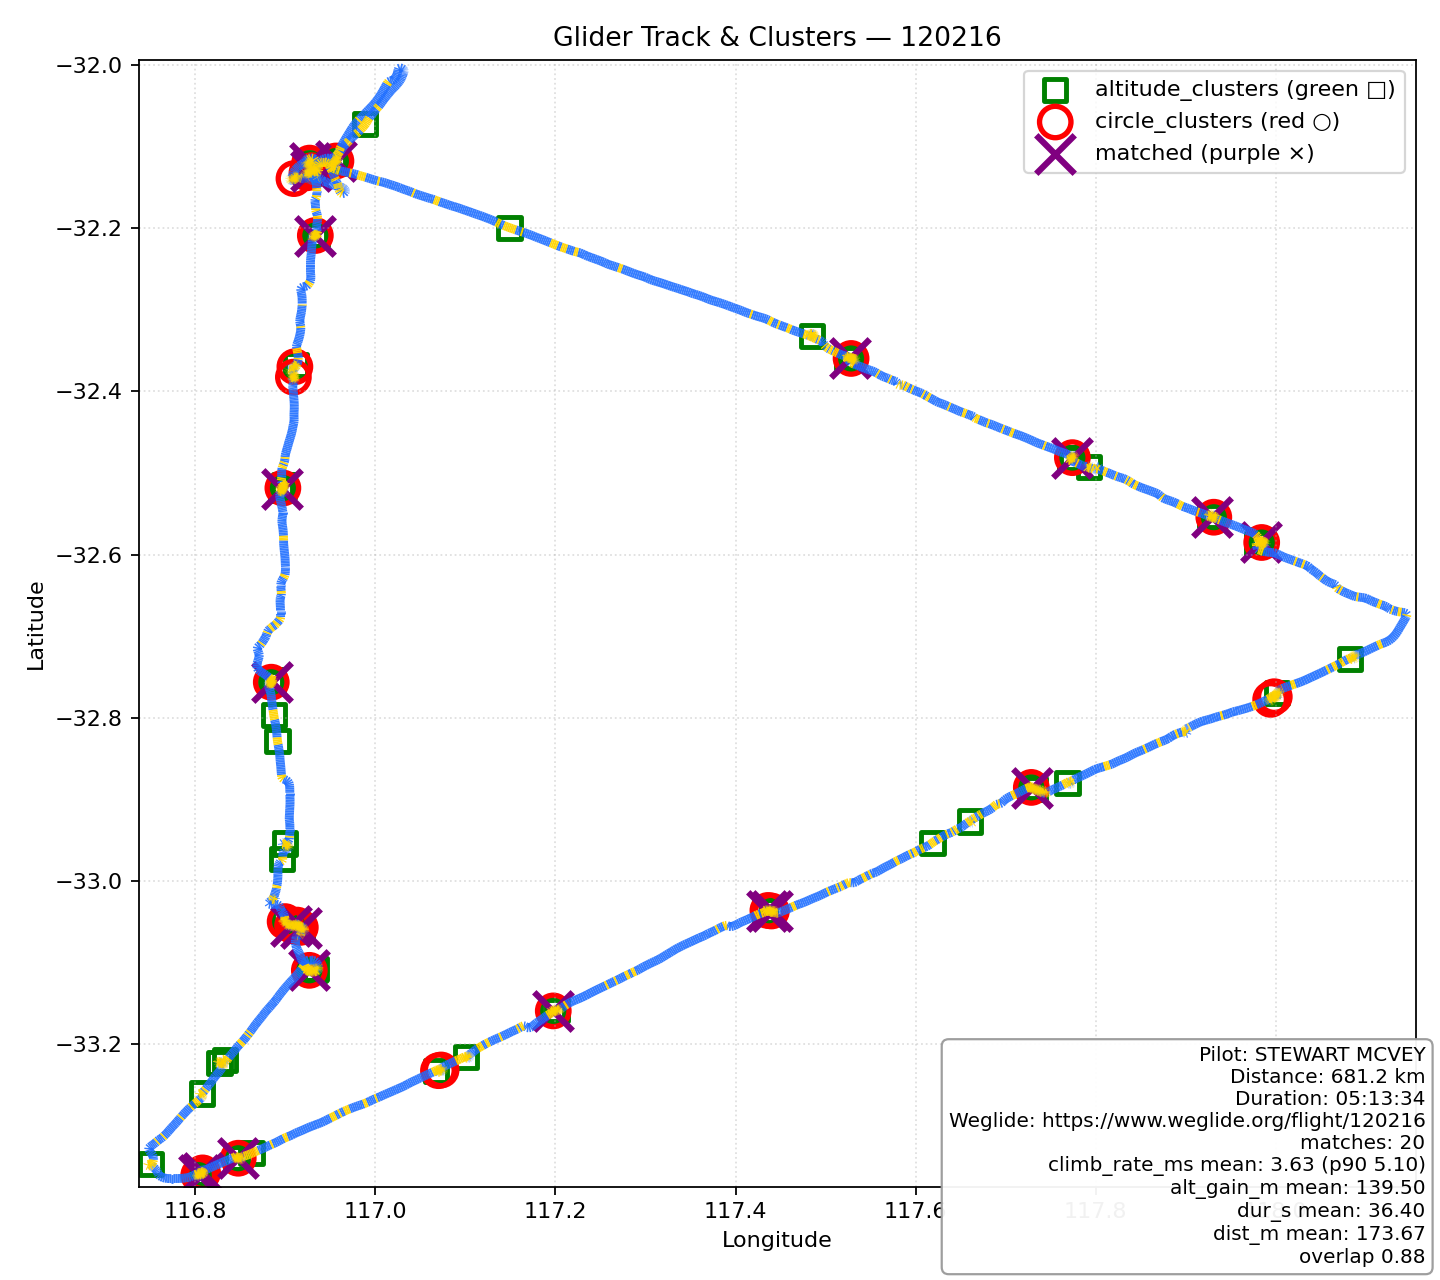 Glider Track & Clusters — 120216
altitude_clusters (green □)
circle_clusters (red ○)
matched (purple ×)
Latitude
−32.0
−32.2
−32.4
−32.6
−32.8
−33.0
−33.2
116.8 117.0 117.2 117.4 117.6 117.8
Longitude
Pilot: STEWART MCVEY
Distance: 681.2 km
Duration: 05:13:34
Weglide: https://www.weglide.org/flight/120216
matches: 20
climb_rate_ms mean: 3.63 (p90 5.10)
alt_gain_m mean: 139.50
dur_s mean: 36.40
dist_m mean: 173.67
overlap 0.88